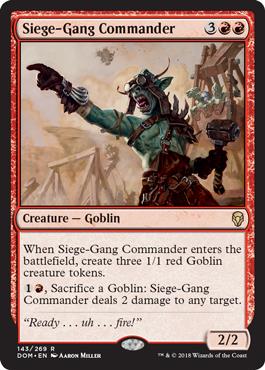 Siege-Gang Commander 3
Creature — Goblin
When Siege-Gang Commander enters the
battlefield, create three 1/1 red Goblin
creature tokens.
1, Sacrifice a Goblin: Siege-Gang
Commander deals 2 damage to any target.
“Ready . . . uh . . . fire!”
2/2
143/269 R
DOM • EN AARON MILLER
™ & © 2018 Wizards of the Coast